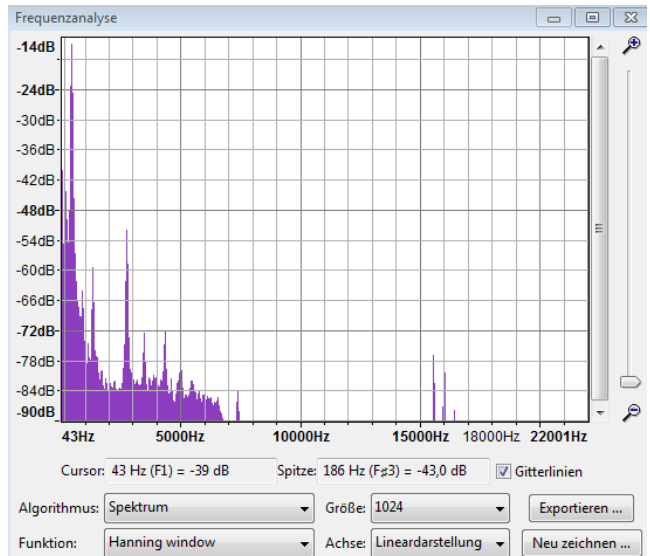 Frequenzanalyse
-14dB
-24dB
-30dB
-36dB
-42dB
-48dB
-54dB
-60dB
-66dB
-72dB
-78dB
-84dB
-90dB
43Hz 5000Hz 10000Hz 15000Hz 18000Hz 22001Hz
Cursor: 43 Hz (F1) = -39 dB Spitze: 186 Hz (F♯3) = -43,0 dB Gitterlinien
Algorithmus: Spektrum Größe: 1024 Exportieren ...
Funktion: Hanning window Achse: Lineardarstellung Neu zeichnen ...